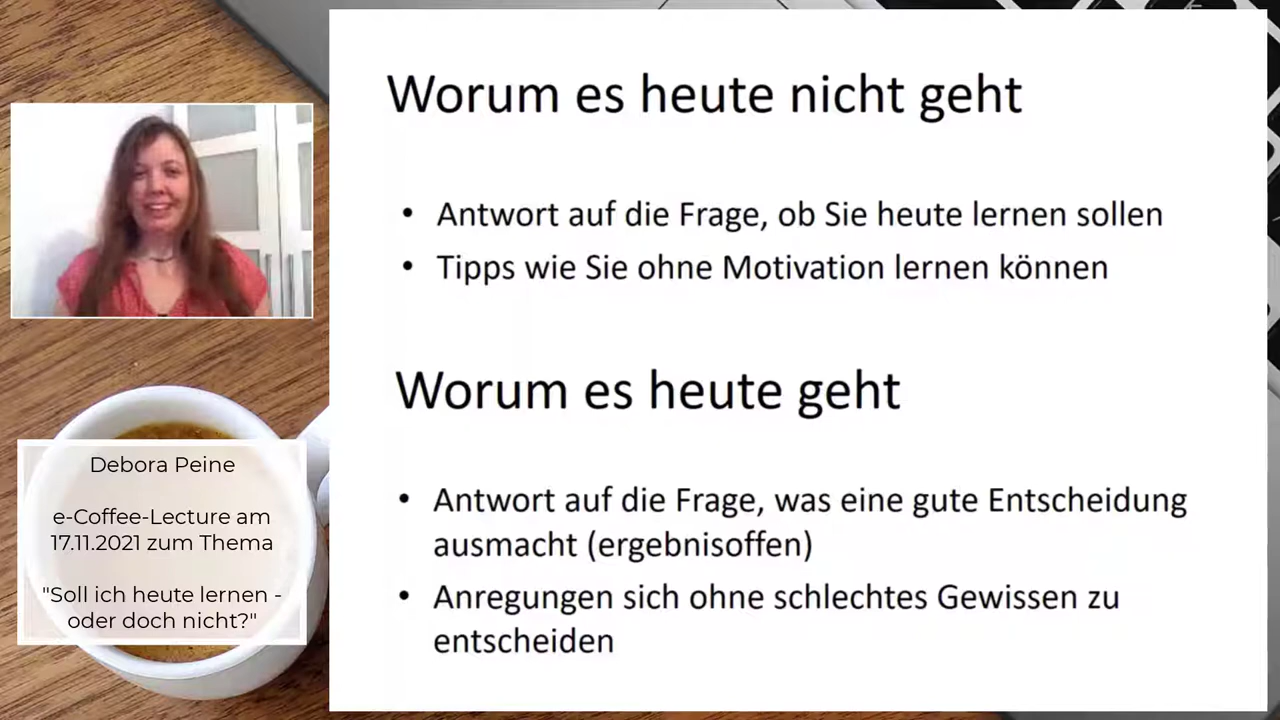 Worum es heute nicht geht
• Antwort auf die Frage, ob Sie heute lernen sollen
• Tipps wie Sie ohne Motivation lernen können
Worum es heute geht
• Antwort auf die Frage, was eine gute Entscheidung
ausmacht (ergebnisoffen)
• Anregungen sich ohne schlechtes Gewissen zu
entscheiden
Debora Peine
e-Coffee-Lecture am
17.11.2021 zum Thema
"Soll ich heute lernen -
oder doch nicht?"